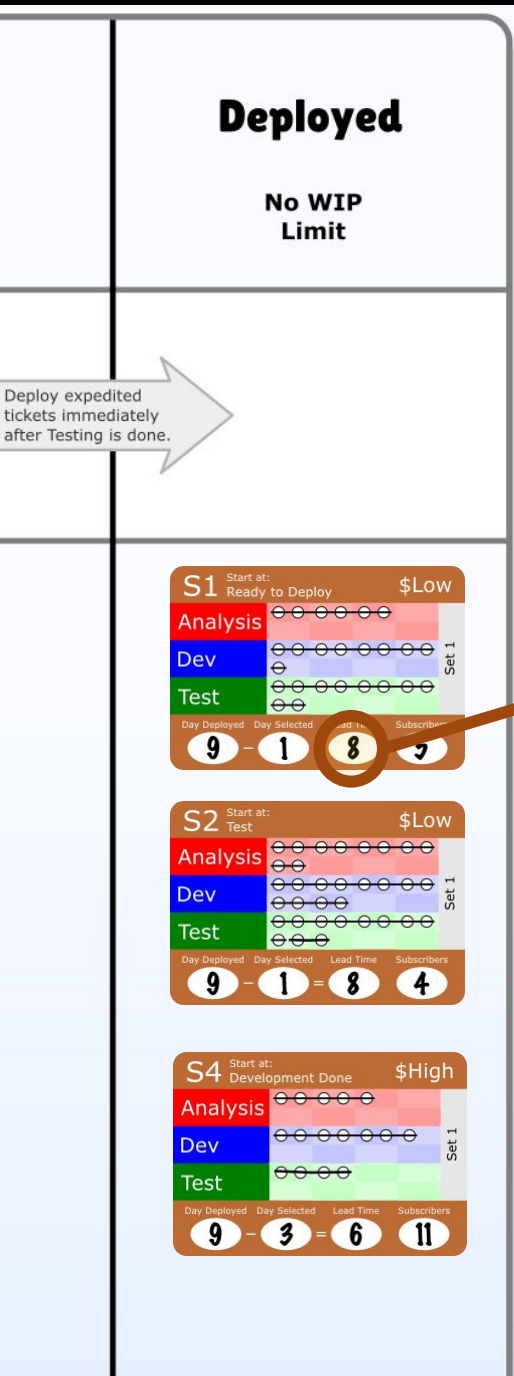 Deployed
No WIP
Limit
Deploy expedited
tickets immediately
after Testing is done.
S1 Start at: $Low
Ready to Deploy
Analysis
Dev
Test
Set 1
Day Deployed Day Selected Lead Time Subscribers
9 - 1 8
S2 Start at: $Low
Test
Analysis
Dev
Test
Set 1
Day Deployed Day Selected Lead Time Subscribers
9 - 1 = 8 4
S4 Start at: $High
Development Done
Analysis
Dev
Test
Set 1
Day Deployed Day Selected Lead Time Subscribers
9 - 3 = 6 11